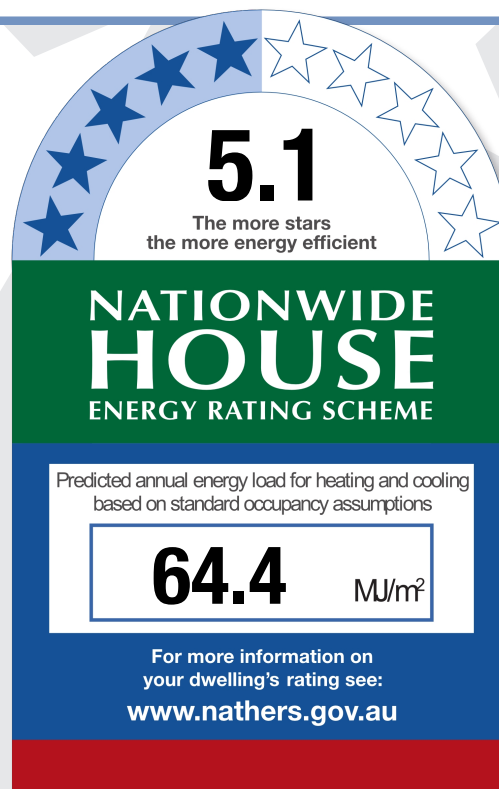 5.1
The more stars
the more energy efficient
NATIONWIDE
HOUSE
ENERGY RATING SCHEME
Predicted annual energy load for heating and cooling
based on standard occupancy assumptions
64.4 MJ/m²
For more information on
your dwelling's rating see:
www.nathers.gov.au